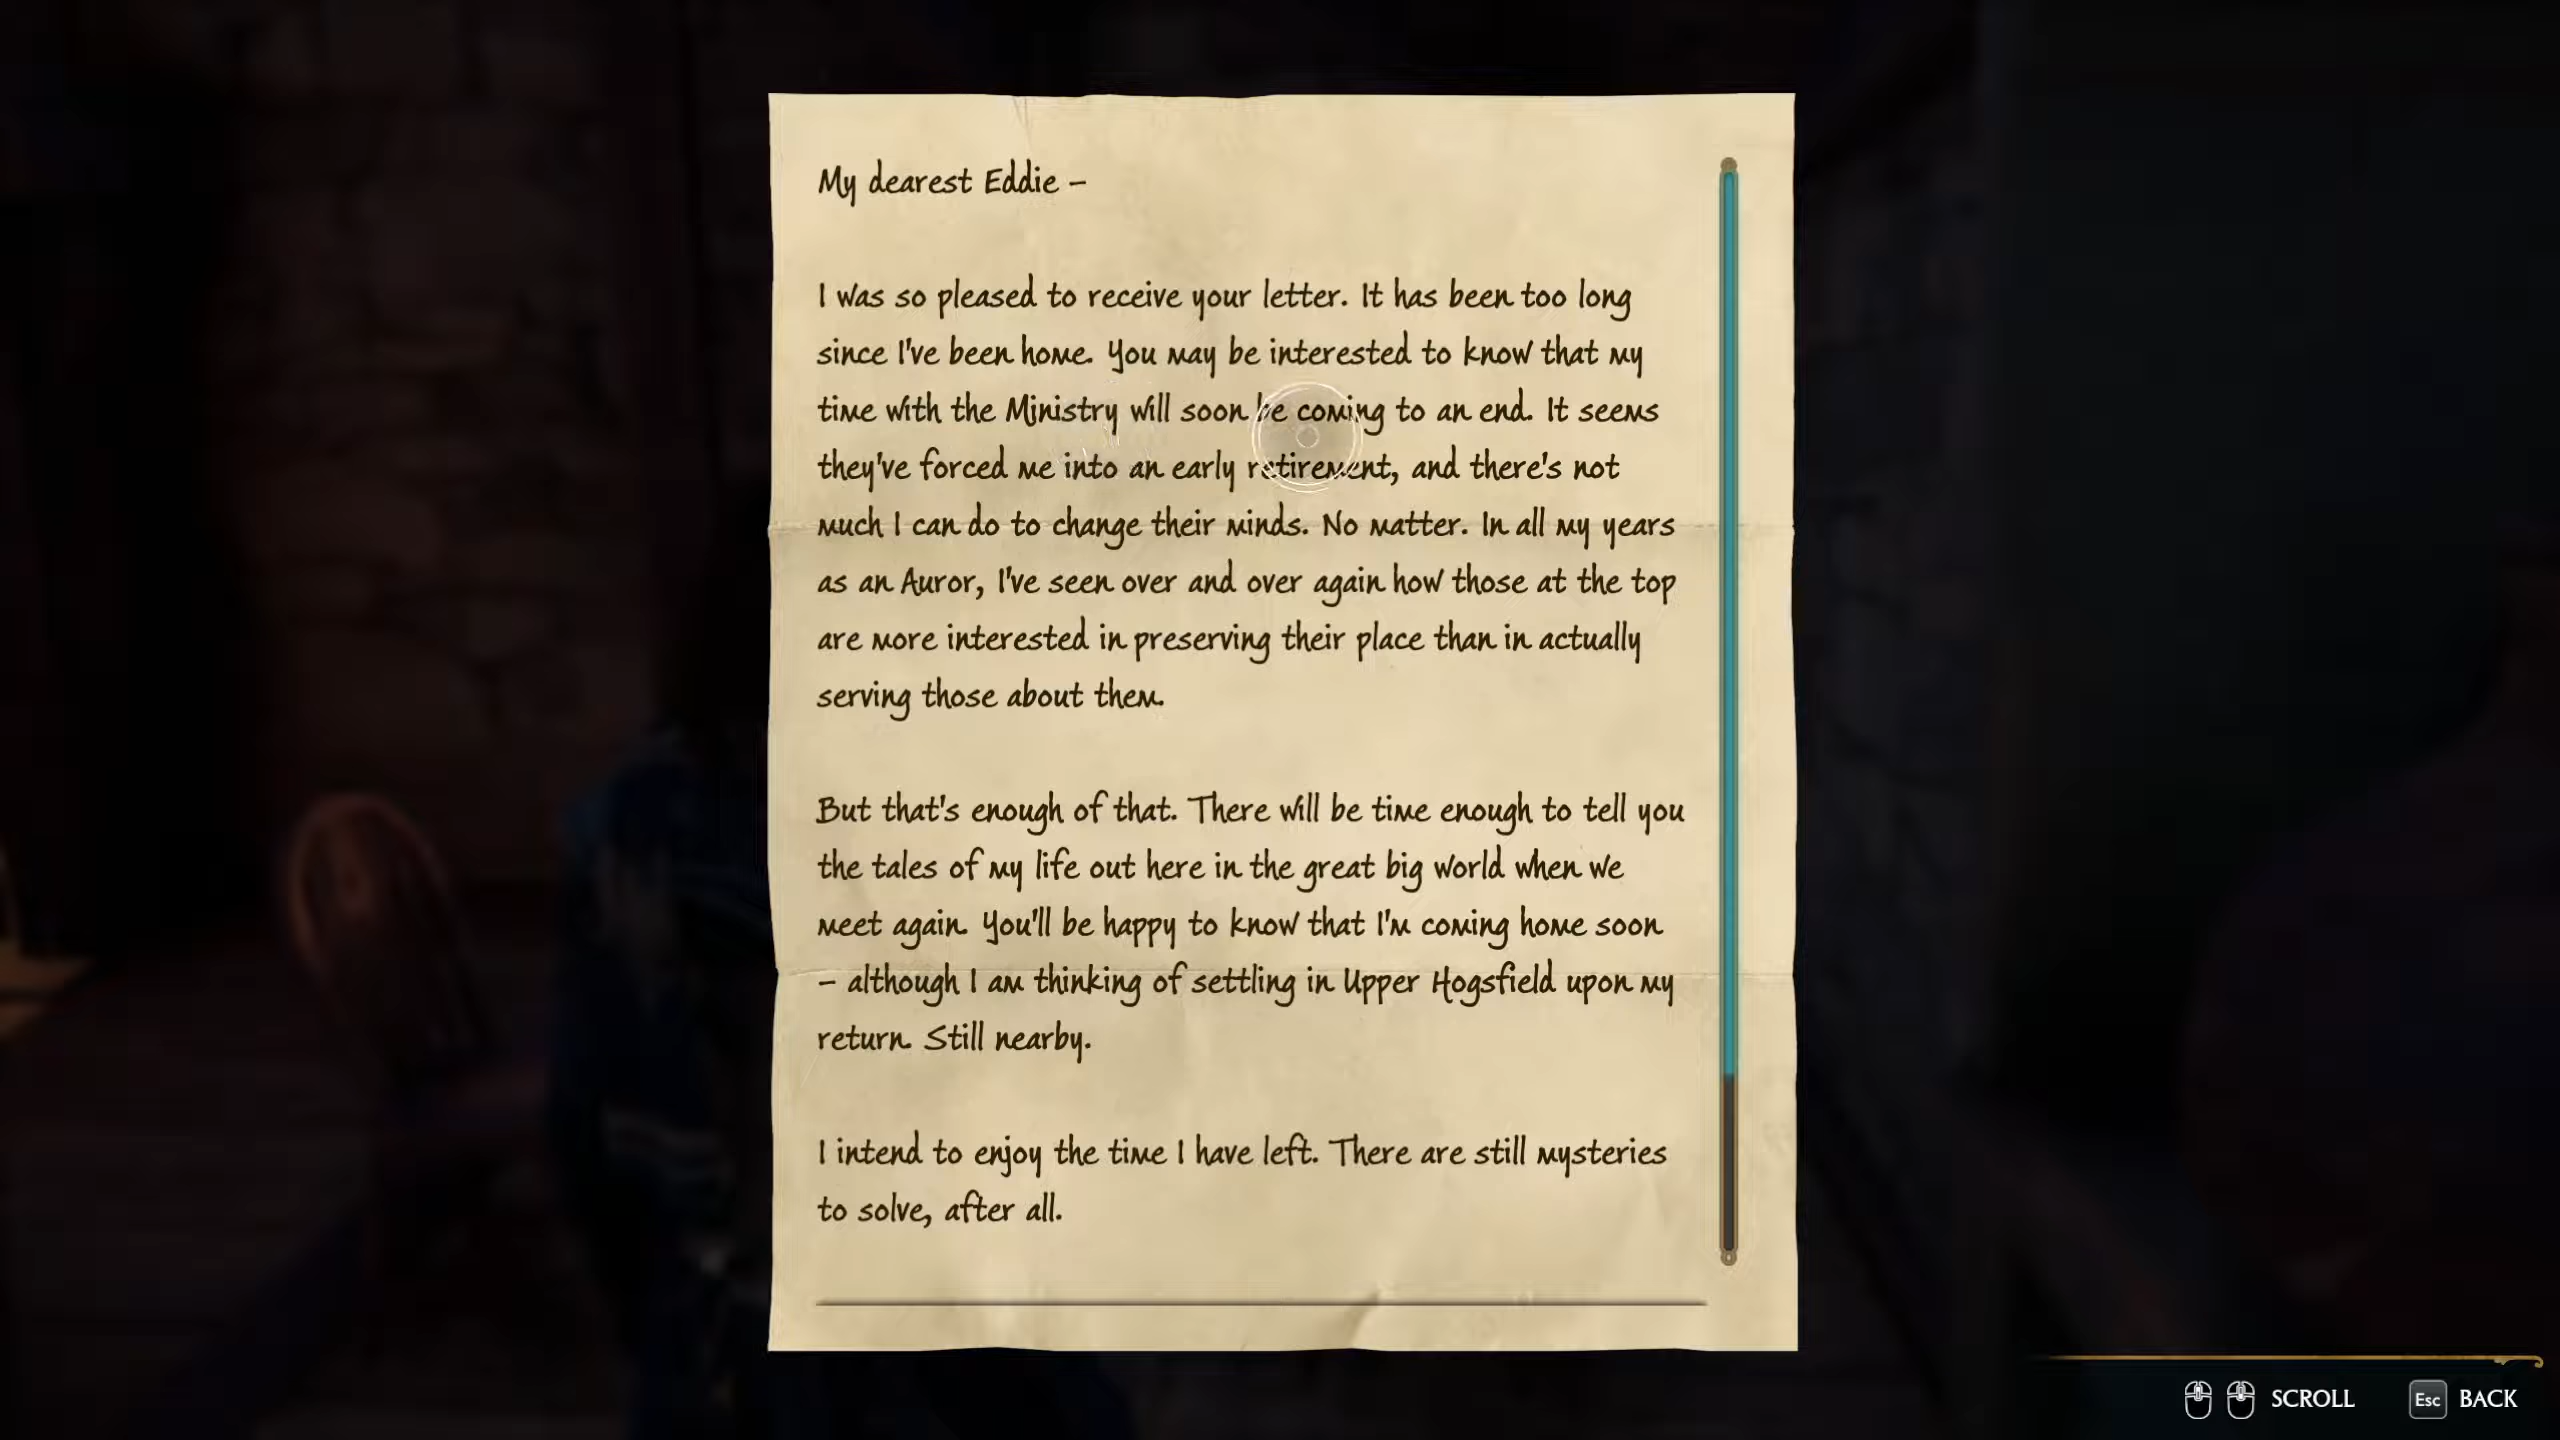 My dearest Eddie –
I was so pleased to receive your letter. It has been too long
since I've been home. You may be interested to know that my
time with the Ministry will soon be coming to an end. It seems
they've forced me into an early retirement, and there's not
much I can do to change their minds. No matter. In all my years
as an Auror, I've seen over and over again how those at the top
are more interested in preserving their place than in actually
serving those about them.
But that's enough of that. There will be time enough to tell you
the tales of my life out here in the great big world when we
meet again. You'll be happy to know that I'm coming home soon
– although I am thinking of settling in Upper Hogsfield upon my
return. Still nearby.
I intend to enjoy the time I have left. There are still mysteries
to solve, after all.
SCROLL Esc BACK